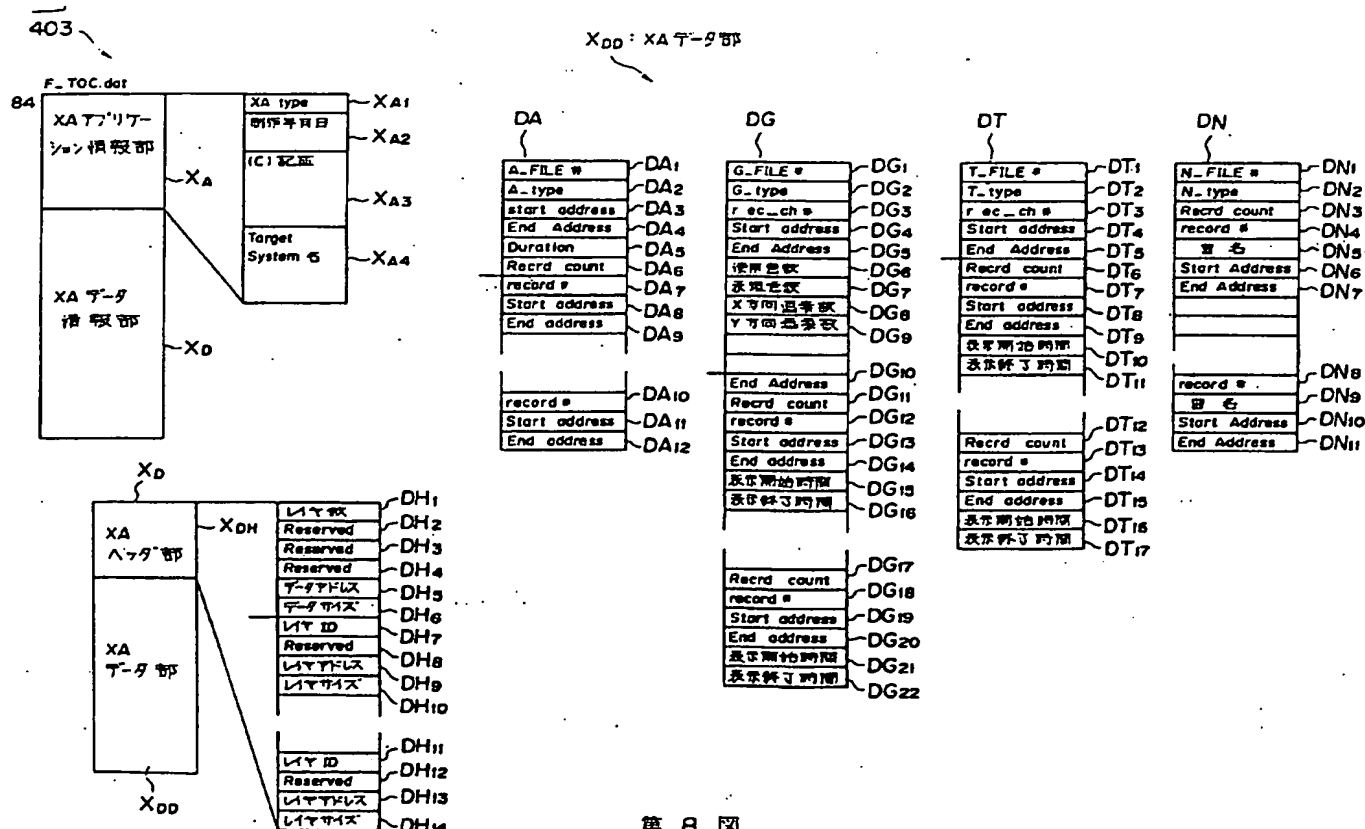 403
F_TOC.dat
84
XAアプリケー
ション情報部
XA
XAデータ
情報部
XD
XA type
XA1
制作年月日
XA2
(C)記述
XA3
Target
System名
XA4
XD
XA
ヘッダ部
XDH
XA
データ部
XDD
レイヤ数
DH1
Reserved
DH2
Reserved
DH3
Reserved
DH4
データアドレス
DH5
データサイズ
DH6
レイヤID
DH7
Reserved
DH8
レイヤアドレス
DH9
レイヤサイズ
DH10
DH11
レイヤID
DH12
Reserved
DH13
レイヤアドレス
レイヤサイズ
DH14
XDD:XAデータ部
DA
A_FILE #
DA1
A_type
DA2
start address
DA3
End Address
DA4
Duration
DA5
Recrd count
DA6
record #
DA7
Start address
DA8
End address
DA9
record #
DA10
Start address
DA11
End address
DA12
DG
G_FILE #
DG1
G_type
DG2
r ec_ch #
DG3
Start address
DG4
End Address
DG5
使用色数
DG6
表現色数
DG7
X方向画素数
DG8
Y方向画素数
DG9
DG10
End Address
DG11
Recrd count
DG12
record #
DG13
Start address
End address
DG14
表示開始時間
DG15
表示終了時間
DG16
DG17
Recrd count
DG18
record #
DG19
Start address
End address
DG20
表示開始時間
DG21
表示終了時間
DG22
DT
T_FILE #
DT1
T_type
DT2
r ec_ch #
DT3
Start address
DT4
End Address
DT5
Recrd count
DT6
record #
DT7
Start address
DT8
End address
DT9
表示開始時間
DT10
表示終了時間
DT11
DT12
Recrd count
DT13
record #
DT14
Start address
End address
DT15
表示開始時間
DT16
表示終了時間
DT17
DN
N_FILE #
DN1
N_type
DN2
Recrd count
DN3
record #
DN4
曲名
DN5
Start Address
DN6
End Address
DN7
DN8
record #
DN9
曲名
Start Address
DN10
End Address
DN11
第8図